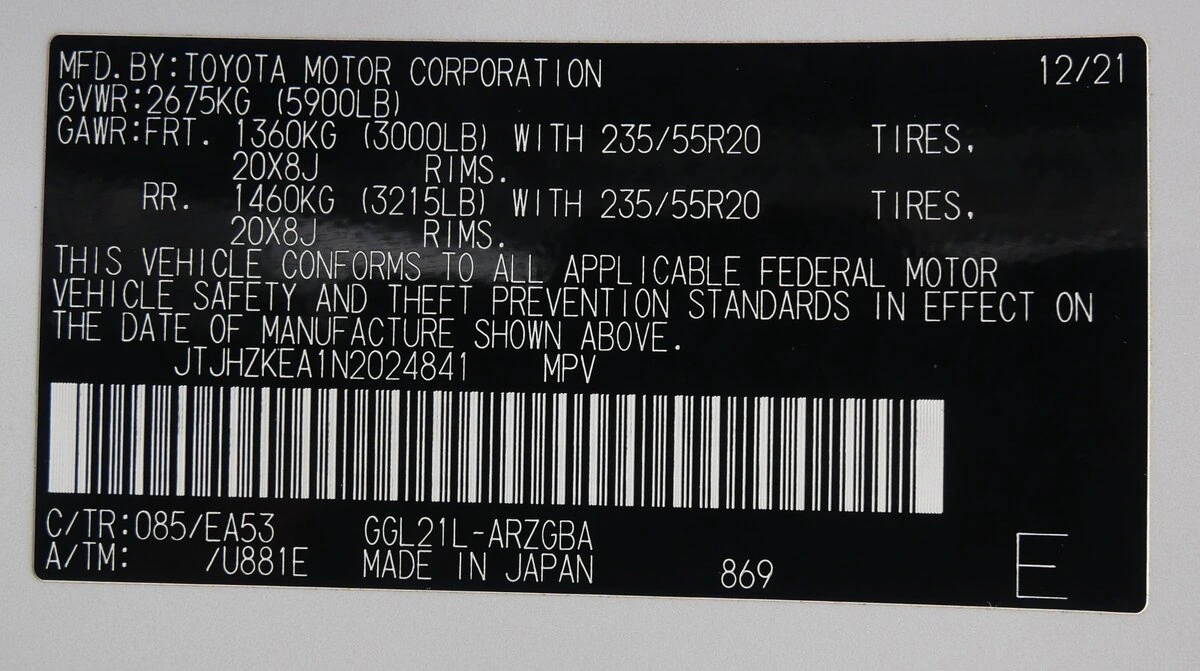 MFD.BY:TOYOTA MOTOR CORPORATION 12/21
GVWR:2675KG (5900LB)
GAWR:FRT. 1360KG (3000LB) WITH 235/55R20 TIRES,
20X8J RIMS.
RR. 1460KG (3215LB) WITH 235/55R20 TIRES,
20X8J RIMS.
THIS VEHICLE CONFORMS TO ALL APPLICABLE FEDERAL MOTOR
VEHICLE SAFETY AND THEFT PREVENTION STANDARDS IN EFFECT ON
THE DATE OF MANUFACTURE SHOWN ABOVE.
JTJHZKEA1N2024841 MPV
C/TR:085/EA53 GGL21L-ARZGBA
A/TM: /U881E MADE IN JAPAN 869 E